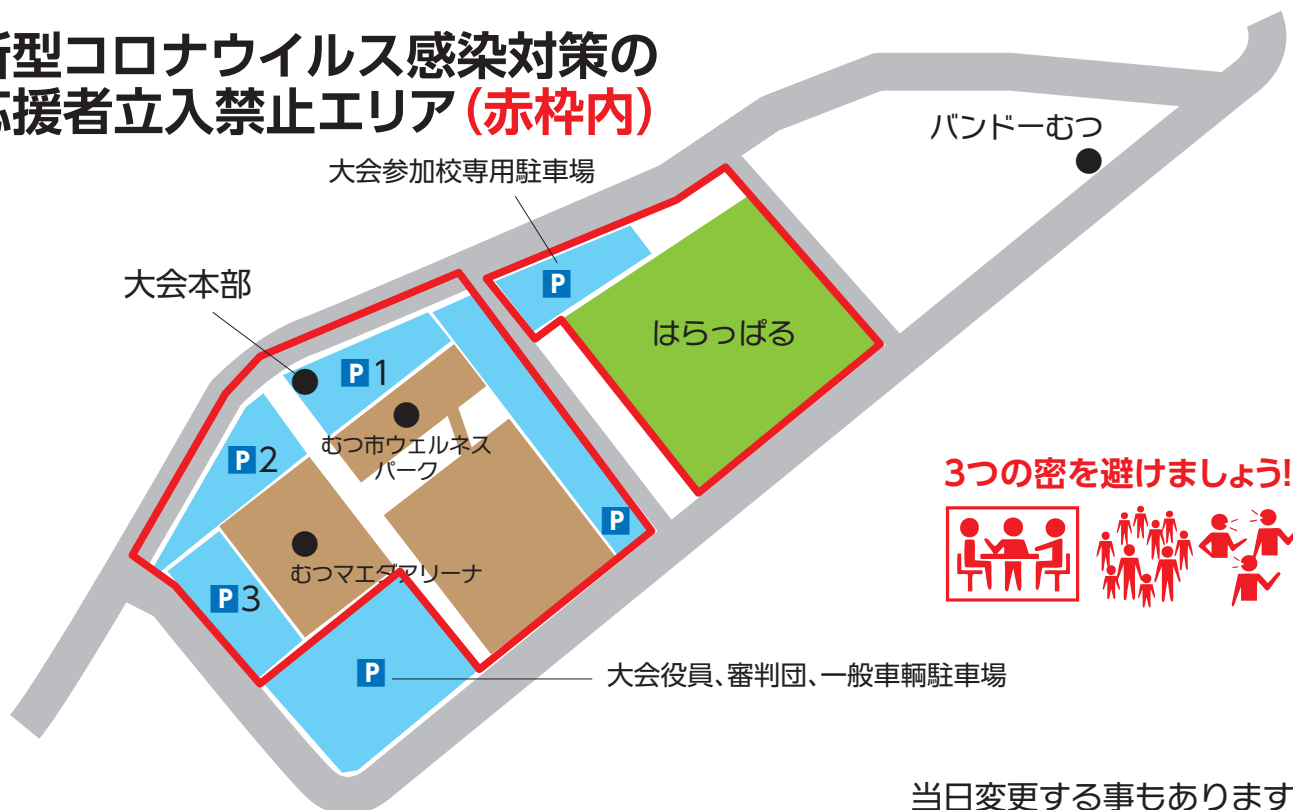 新型コロナウイルス感染対策の
応援者立入禁止エリア(赤枠内)
バンドーむつ
大会参加校専用駐車場
P
大会本部
はらっぱる
P1
むつ市ウェルネス
パーク
P2
P
むつマエダアリーナ
P3
P
大会役員、審判団、一般車輌駐車場
3つの密を避けましょう!
当日変更する事もあります